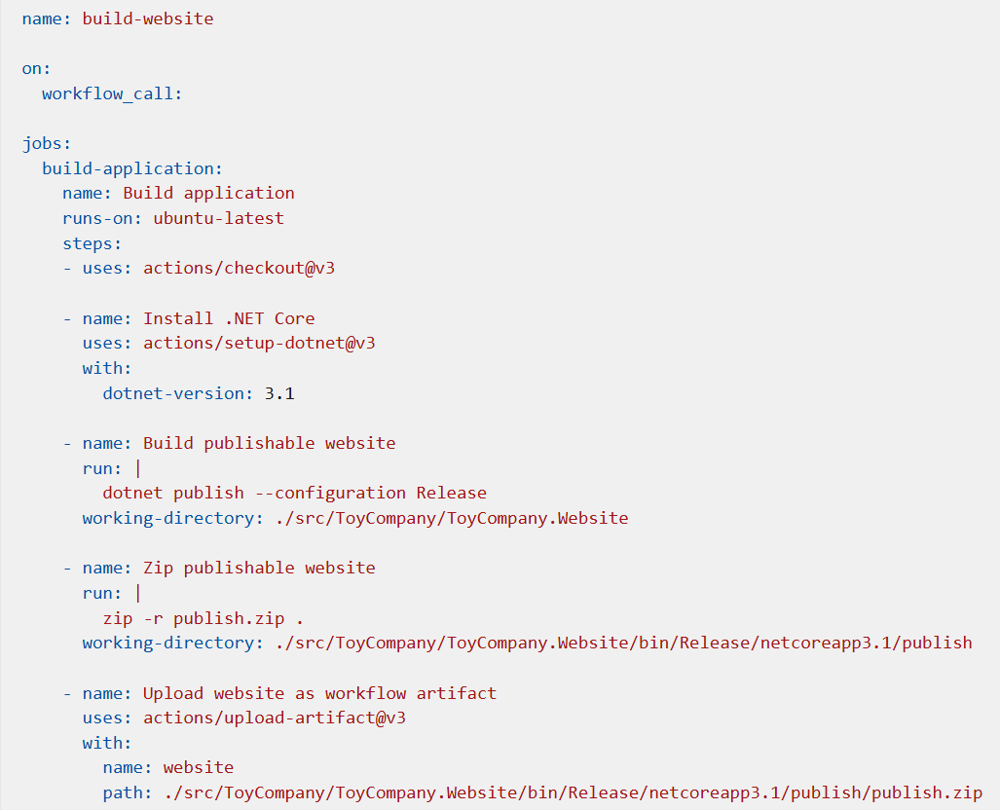 name: build-website

on:
  workflow_call:

jobs:
  build-application:
    name: Build application
    runs-on: ubuntu-latest
    steps:
    - uses: actions/checkout@v3

    - name: Install .NET Core
      uses: actions/setup-dotnet@v3
      with:
        dotnet-version: 3.1

    - name: Build publishable website
      run: |
        dotnet publish --configuration Release
      working-directory: ./src/ToyCompany/ToyCompany.Website

    - name: Zip publishable website
      run: |
        zip -r publish.zip .
      working-directory: ./src/ToyCompany/ToyCompany.Website/bin/Release/netcoreapp3.1/publish

    - name: Upload website as workflow artifact
      uses: actions/upload-artifact@v3
      with:
        name: website
        path: ./src/ToyCompany/ToyCompany.Website/bin/Release/netcoreapp3.1/publish/publish.zip